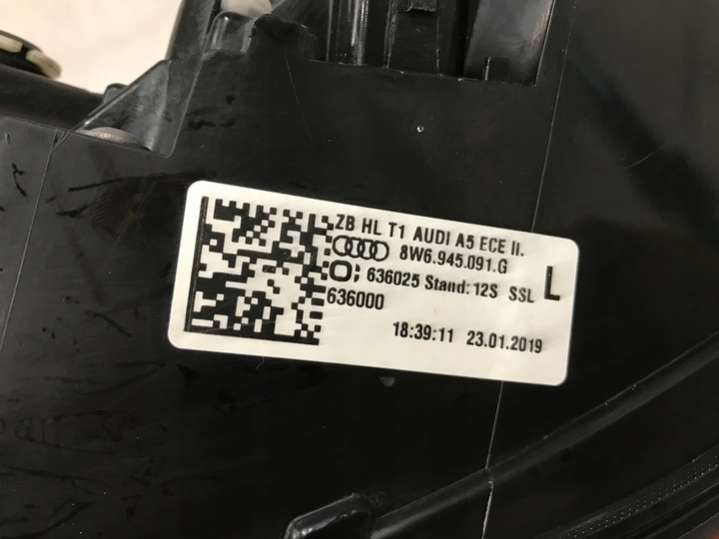 ZB HL T1 AUDI A5 ECE II.
8W6.945.091.G
O; 636025 Stand: 12S SSL L
636000
18:39:11 23.01.2019